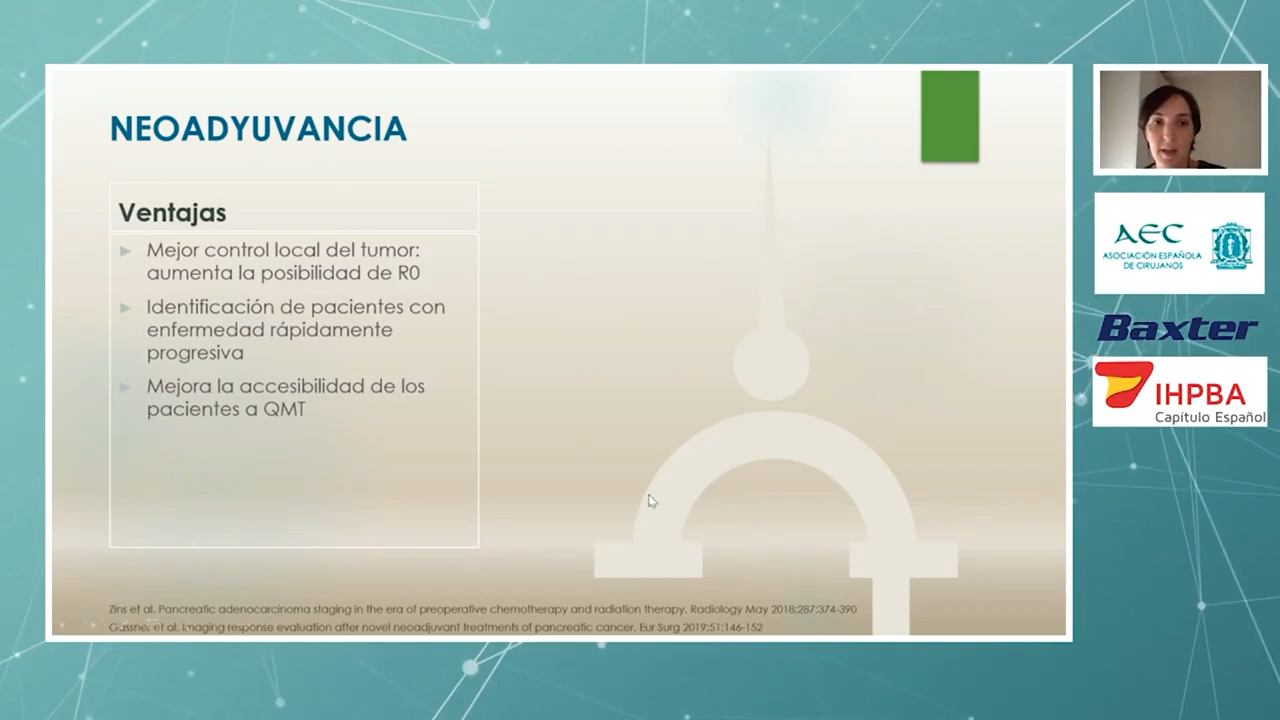 NEOADYUVANCIA
Ventajas
Mejor control local del tumor:
aumenta la posibilidad de R0
Identificación de pacientes con
enfermedad rápidamente
progresiva
Mejora la accesibilidad de los
pacientes a QMT
Zins et al. Pancreatic adenocarcinoma staging in the era of preoperative chemotherapy and radiation therapy. Radiology May 2018;287:374-390
Gassner et al. Imaging response evaluation after novel neoadjuvant treatments of pancreatic cancer. Eur Surg 2019;51:146-152
AEC
ASOCIACIÓN ESPAÑOLA
DE CIRUJANOS
Baxter
IHPBA
Capítulo Español